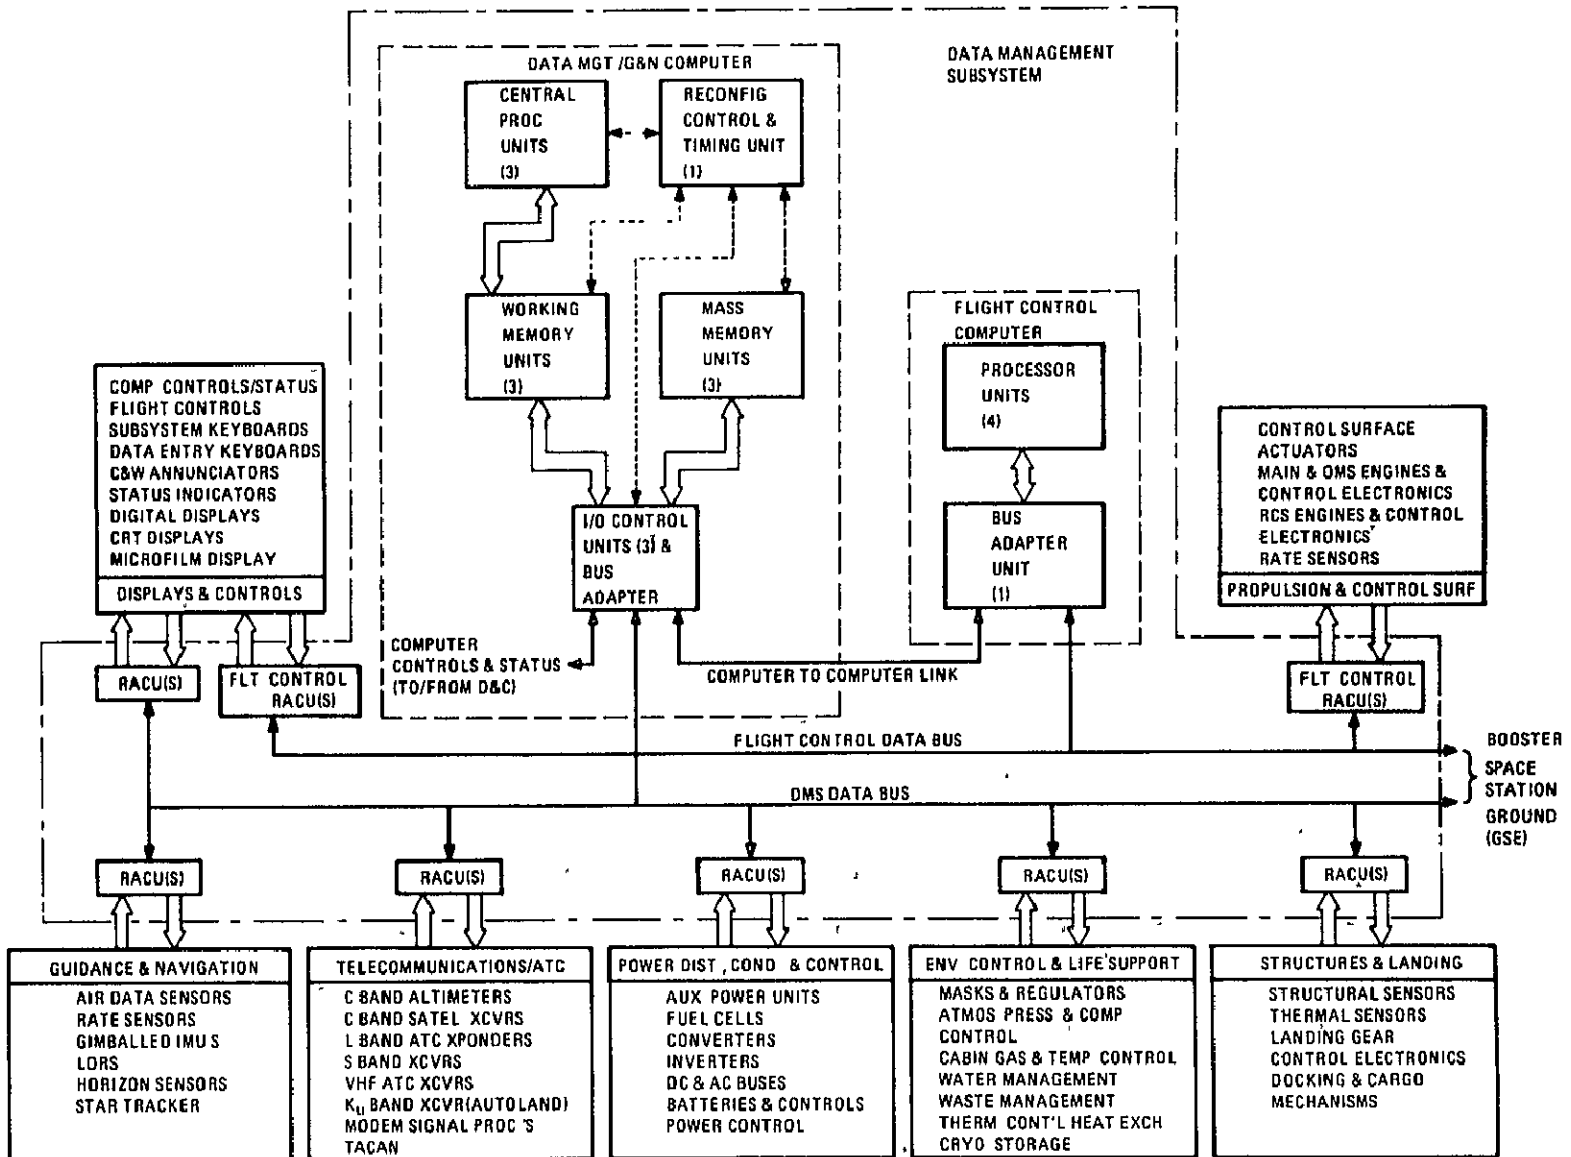 DATA MANAGEMENT
SUBSYSTEM
DATA MGT /G&N COMPUTER
CENTRAL
PROC
UNITS
(3)
RECONFIG
CONTROL &
TIMING UNIT
(1)
WORKING
MEMORY
UNITS
(3)
MASS
MEMORY
UNITS
(3)
I/O CONTROL
UNITS (3) &
BUS
ADAPTER
FLIGHT CONTROL
COMPUTER
PROCESSOR
UNITS
(4)
BUS
ADAPTER
UNIT
(1)
COMP CONTROLS/STATUS
FLIGHT CONTROLS
SUBSYSTEM KEYBOARDS
DATA ENTRY KEYBOARDS
C&W ANNUNCIATORS
STATUS INDICATORS
DIGITAL DISPLAYS
CRT DISPLAYS
MICROFILM DISPLAY
DISPLAYS & CONTROLS
CONTROL SURFACE
ACTUATORS
MAIN & OMS ENGINES &
CONTROL ELECTRONICS
RCS ENGINES & CONTROL
ELECTRONICS
RATE SENSORS
PROPULSION & CONTROL SURF
RACU(S)
FLT CONTROL
RACU(S)
COMPUTER
CONTROLS & STATUS
(TO/FROM D&C)
COMPUTER TO COMPUTER LINK
FLT CONTROL
RACU(S)
FLIGHT CONTROL DATA BUS
DMS DATA BUS
BOOSTER
SPACE
STATION
GROUND
(GSE)
RACU(S)
RACU(S)
RACU(S)
RACU(S)
RACU(S)
GUIDANCE & NAVIGATION
AIR DATA SENSORS
RATE SENSORS
GIMBALLED IMU S
LORS
HORIZON SENSORS
STAR TRACKER
TELECOMMUNICATIONS/ATC
C BAND ALTIMETERS
C BAND SATEL XCVRS
L BAND ATC XPONDERS
S BAND XCVRS
VHF ATC XCVRS
Ku BAND XCVR(AUTOLAND)
MODEM SIGNAL PROC 'S
TACAN
POWER DIST, COND & CONTROL
AUX POWER UNITS
FUEL CELLS
CONVERTERS
INVERTERS
DC & AC BUSES
BATTERIES & CONTROLS
POWER CONTROL
ENV CONTROL & LIFE SUPPORT
MASKS & REGULATORS
ATMOS PRESS & COMP
CONTROL
CABIN GAS & TEMP CONTROL
WATER MANAGEMENT
WASTE MANAGEMENT
THERM CONT'L HEAT EXCH
CRYO STORAGE
STRUCTURES & LANDING
STRUCTURAL SENSORS
THERMAL SENSORS
LANDING GEAR
CONTROL ELECTRONICS
DOCKING & CARGO
MECHANISMS